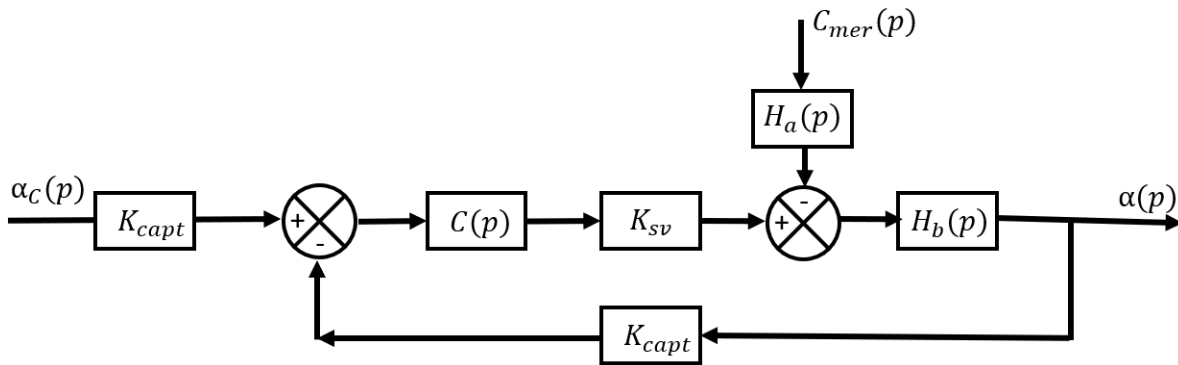 C_mer(p)
H_a(p)
α_C(p)
K_capt
+
-
C(p)
K_sv
-
+
H_b(p)
α(p)
K_capt